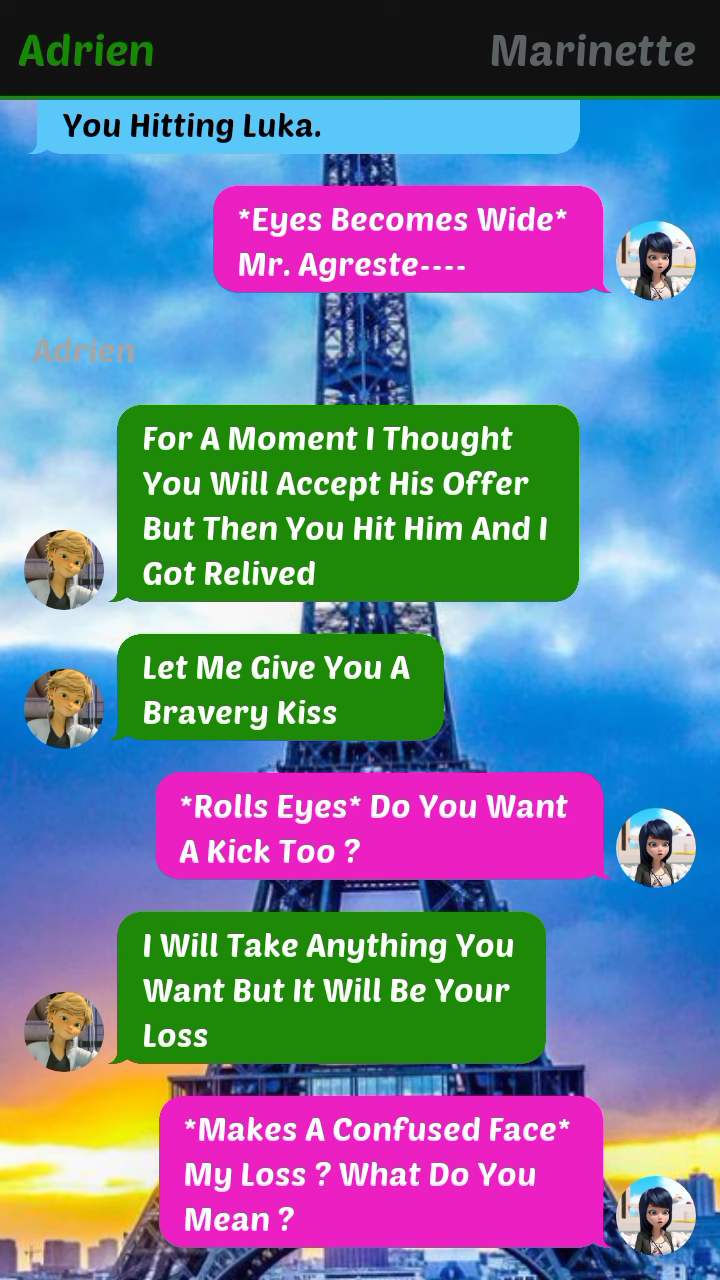 Adrien Marinette
You Hitting Luka.
*Eyes Becomes Wide*
Mr. Agreste----
Adrien
For A Moment I Thought
You Will Accept His Offer
But Then You Hit Him And I
Got Relived
Let Me Give You A
Bravery Kiss
*Rolls Eyes* Do You Want
A Kick Too ?
I Will Take Anything You
Want But It Will Be Your
Loss
*Makes A Confused Face*
My Loss ? What Do You
Mean ?